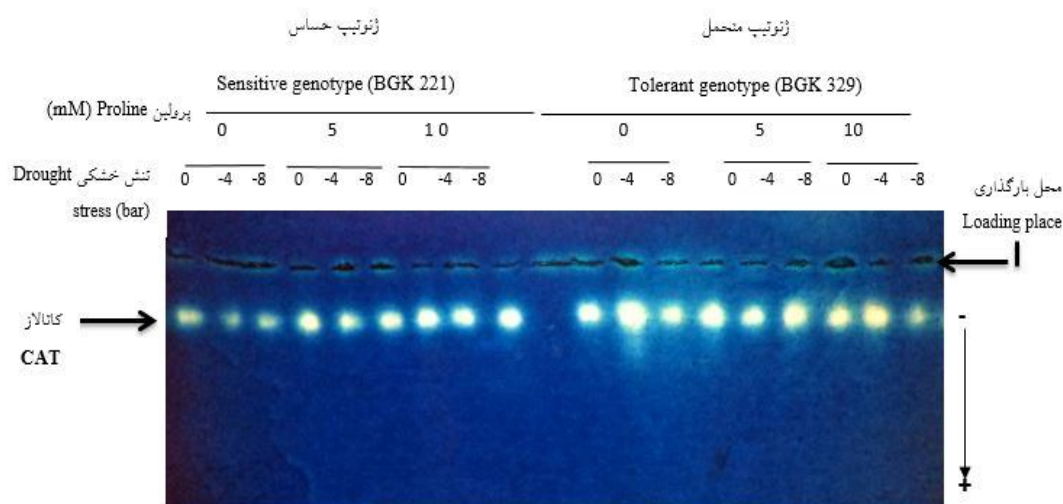 ژنوتیپ حساس ژنوتیپ متحمل
Sensitive genotype (BGK 221) Tolerant genotype (BGK 329)
پرولین Proline (mM)
0 5 1 0 0 5 10
تنش خشکی Drought stress (bar)
0 -4 -8 0 -4 -8 0 -4 -8 0 -4 -8 0 -4 -8 0 -4 -8
محل بارگذاری
Loading place
کاتالاز
CAT
-
+